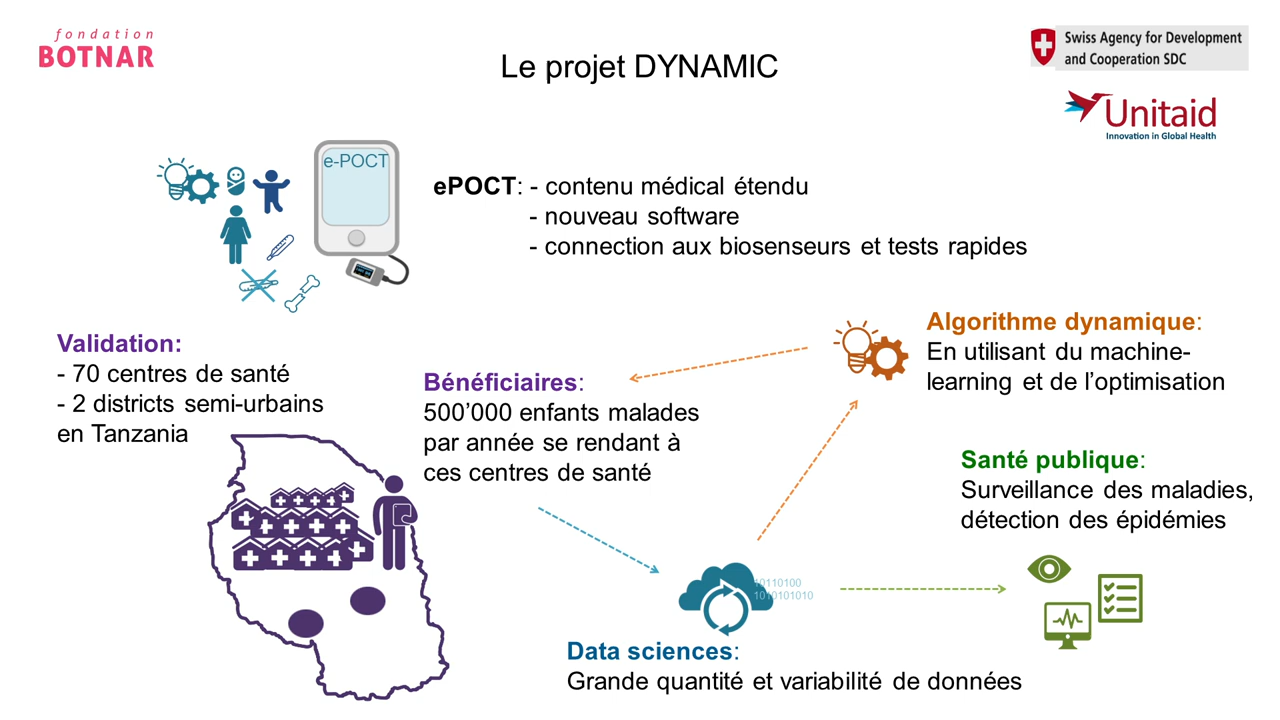 fondation
BOTNAR
Le projet DYNAMIC
Swiss Agency for Development
and Cooperation SDC
Unitaid
Innovation in Global Health
e-POCT
ePOCT: - contenu médical étendu
- nouveau software
- connection aux biosenseurs et tests rapides
Validation:
- 70 centres de santé
- 2 districts semi-urbains
en Tanzania
Bénéficiaires:
500’000 enfants malades
par année se rendant à
ces centres de santé
Algorithme dynamique:
En utilisant du machine-
learning et de l’optimisation
Santé publique:
Surveillance des maladies,
détection des épidémies
10110100
1010101010
Data sciences:
Grande quantité et variabilité de données